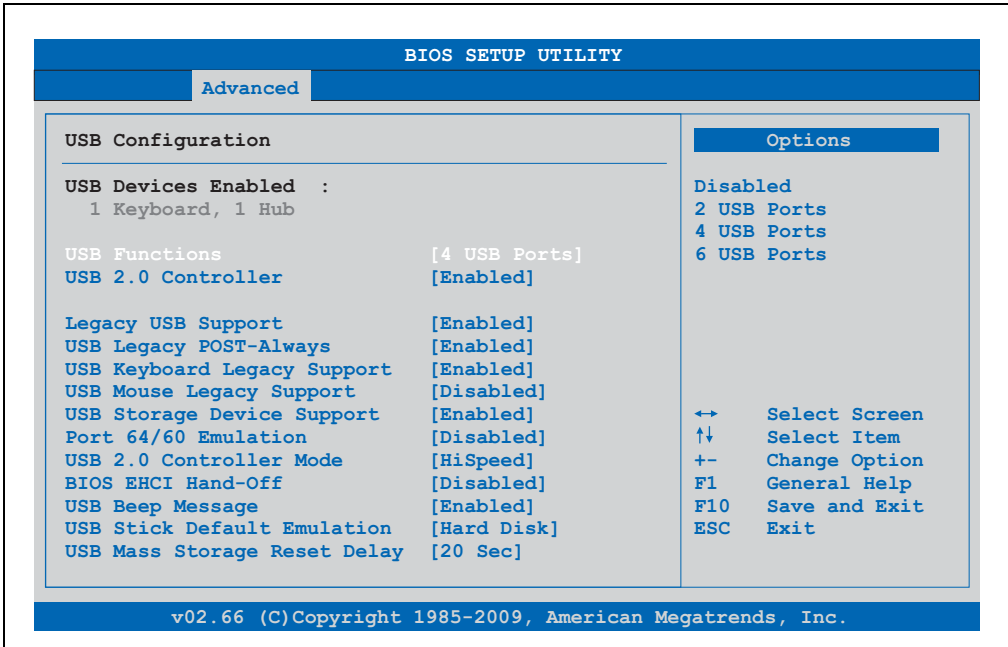 BIOS SETUP UTILITY
Advanced
USB Configuration
USB Devices Enabled :
1 Keyboard, 1 Hub
USB Functions [4 USB Ports]
USB 2.0 Controller [Enabled]
Legacy USB Support [Enabled]
USB Legacy POST-Always [Enabled]
USB Keyboard Legacy Support [Enabled]
USB Mouse Legacy Support [Disabled]
USB Storage Device Support [Enabled]
Port 64/60 Emulation [Disabled]
USB 2.0 Controller Mode [HiSpeed]
BIOS EHCI Hand-Off [Disabled]
USB Beep Message [Enabled]
USB Stick Default Emulation [Hard Disk]
USB Mass Storage Reset Delay [20 Sec]
Options
Disabled
2 USB Ports
4 USB Ports
6 USB Ports
↔ Select Screen
↑↓ Select Item
+- Change Option
F1 General Help
F10 Save and Exit
ESC Exit
v02.66 (C)Copyright 1985-2009, American Megatrends, Inc.